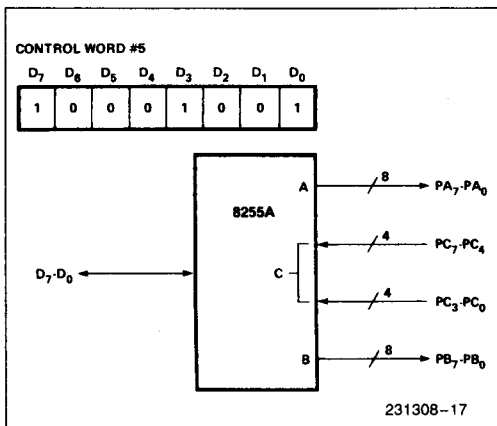 CONTROL WORD #5
D7 D6 D5 D4 D3 D2 D1 D0
1 0 0 0 1 0 0 1
8255A
A
8
PA7-PA0
4
PC7-PC4
D7-D0
C
4
PC3-PC0
B
8
PB7-PB0
231308-17